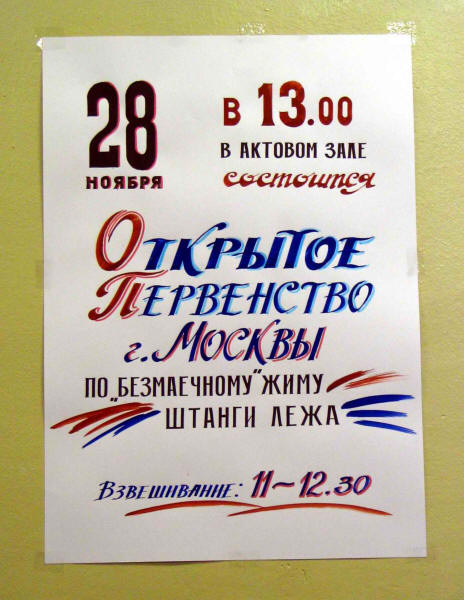 28
НОЯБРЯ
В 13.00
В АКТОВОМ ЗАЛЕ
состоится
ОТКРЫТОЕ
ПЕРВЕНСТВО
г. МОСКВЫ
ПО „БЕЗМАЕЧНОМУ" ЖИМУ
ШТАНГИ ЛЕЖА
ВЗВЕШИВАНИЕ: 11~12.30